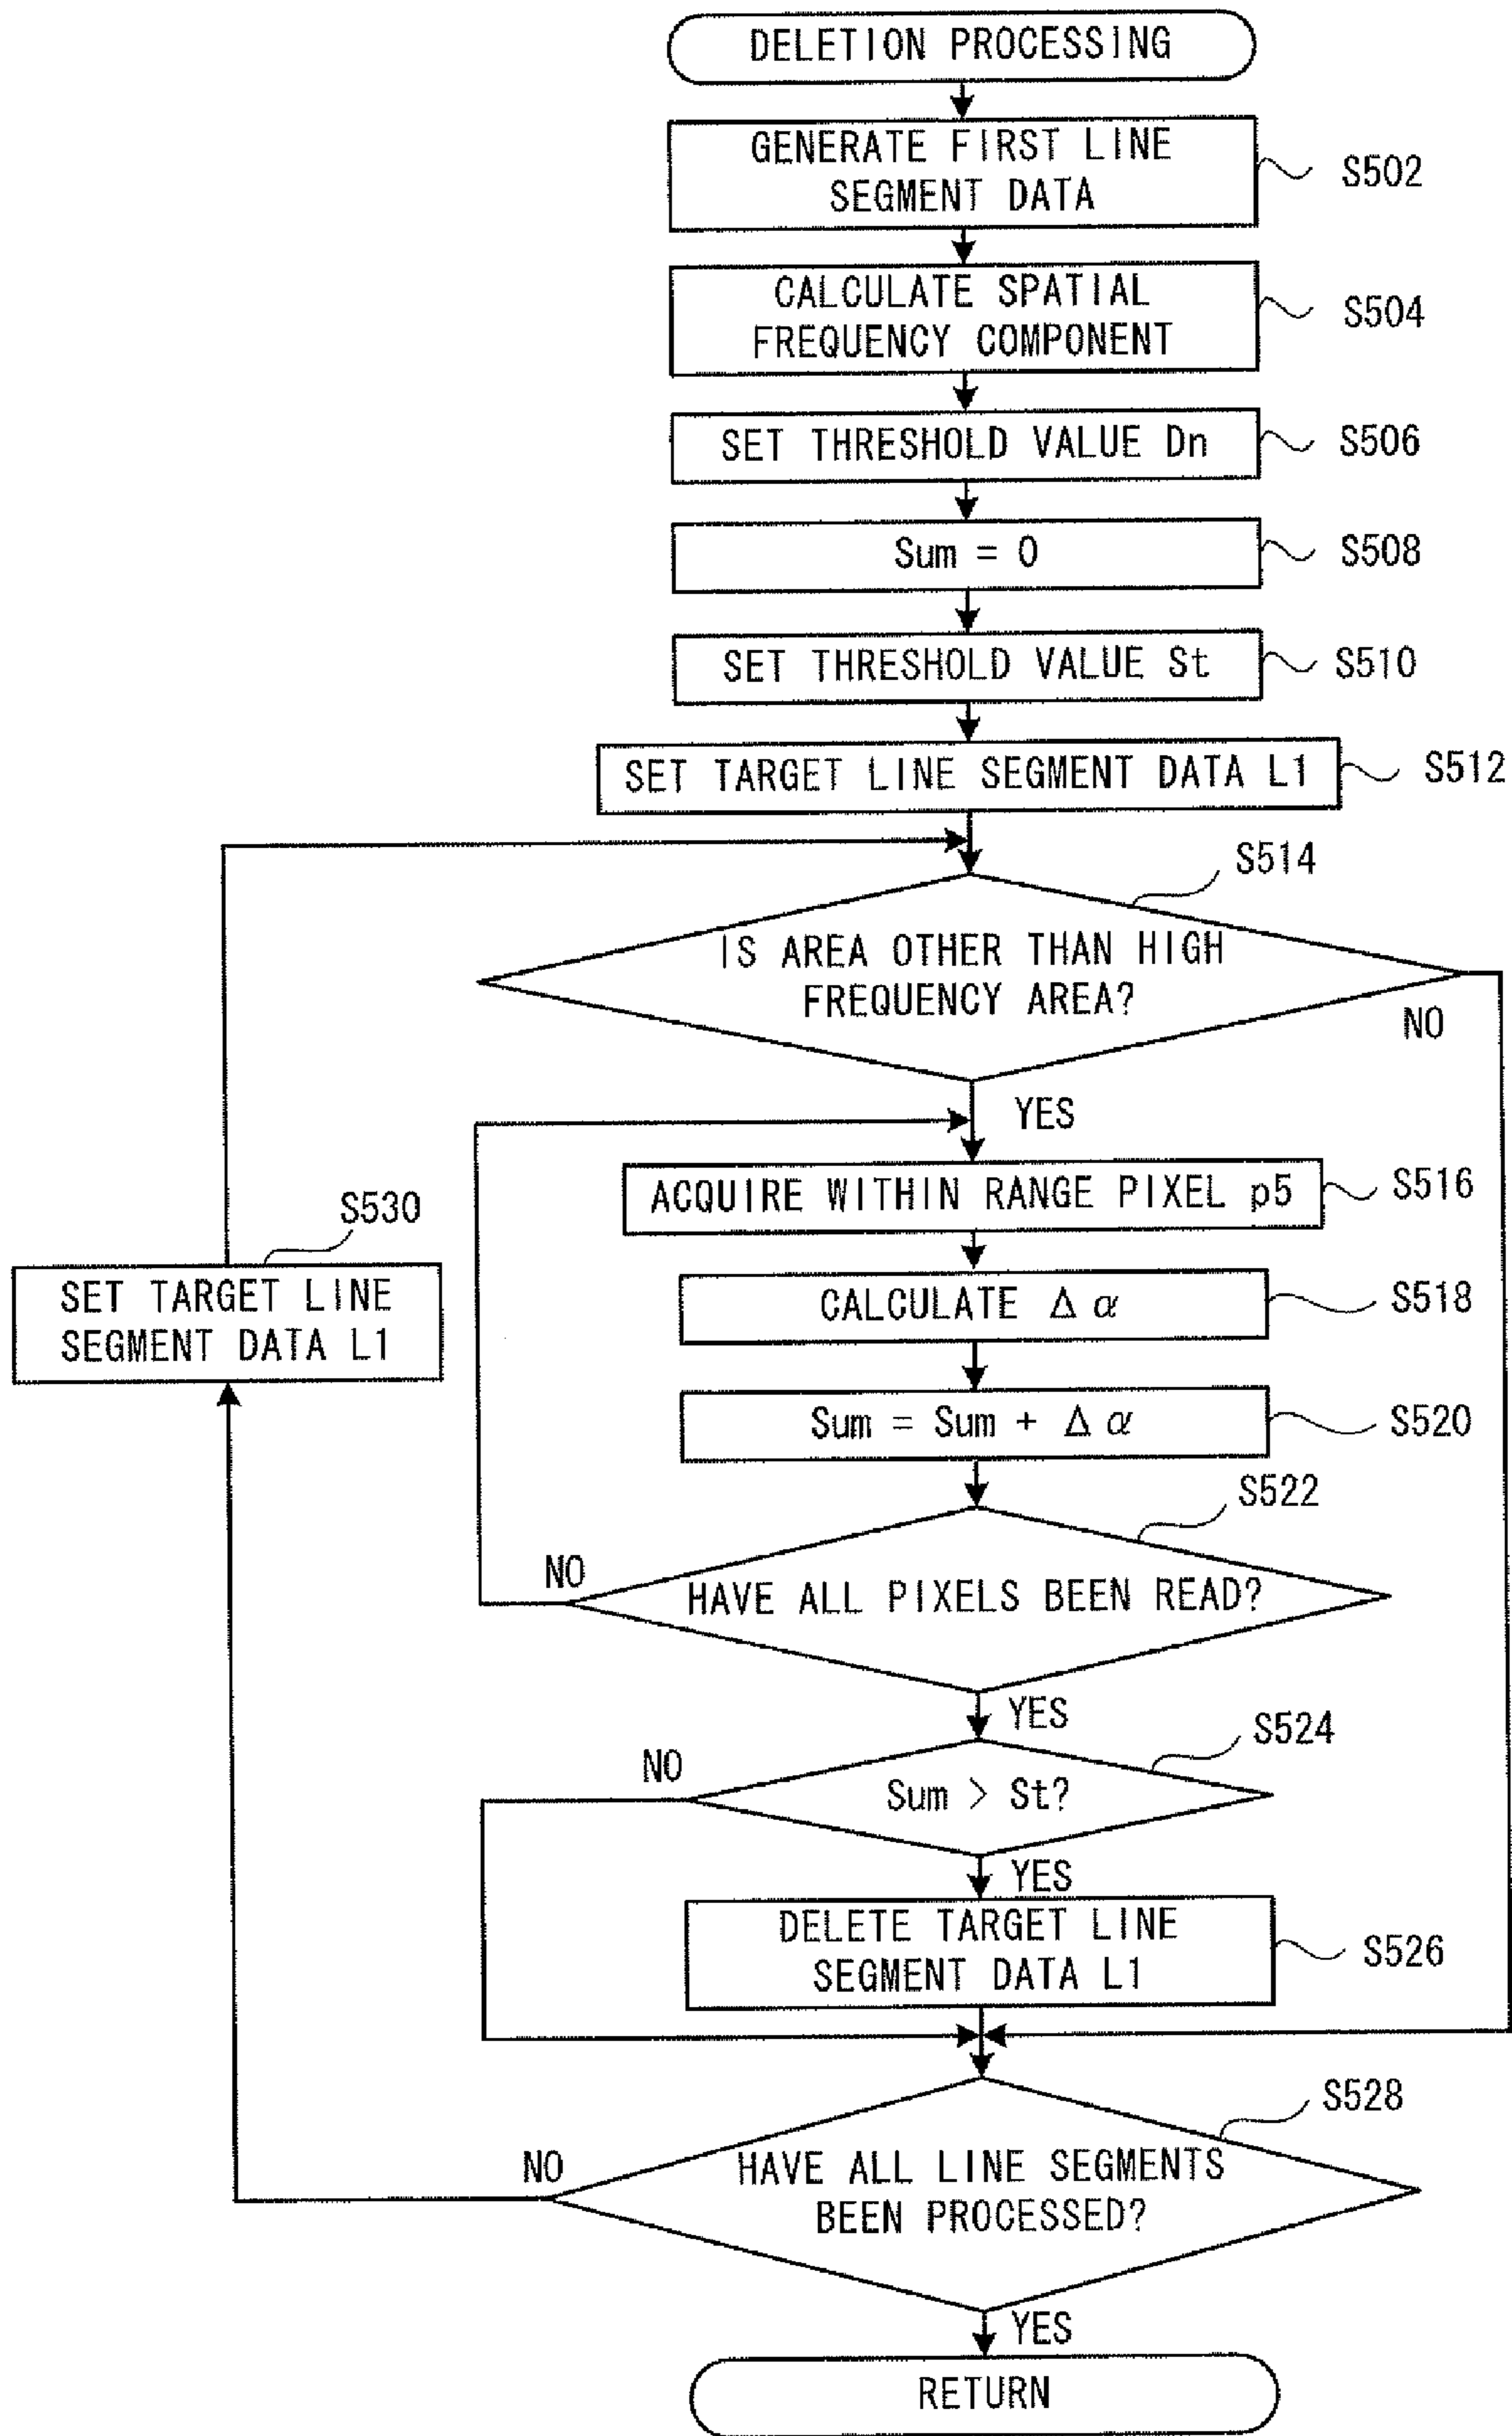 DELETION PROCESSING
GENERATE FIRST LINE
SEGMENT DATA
S502
CALCULATE SPATIAL
FREQUENCY COMPONENT
S504
SET THRESHOLD VALUE Dn
S506
Sum = 0
S508
SET THRESHOLD VALUE St
S510
SET TARGET LINE SEGMENT DATA L1
S512
S514
IS AREA OTHER THAN HIGH
FREQUENCY AREA?
NO
YES
ACQUIRE WITHIN RANGE PIXEL p5
S516
S530
SET TARGET LINE
SEGMENT DATA L1
CALCULATE Δ α
S518
Sum = Sum + Δ α
S520
S522
NO
HAVE ALL PIXELS BEEN READ?
YES
S524
NO
Sum > St?
YES
DELETE TARGET LINE
SEGMENT DATA L1
S526
S528
NO
HAVE ALL LINE SEGMENTS
BEEN PROCESSED?
YES
RETURN